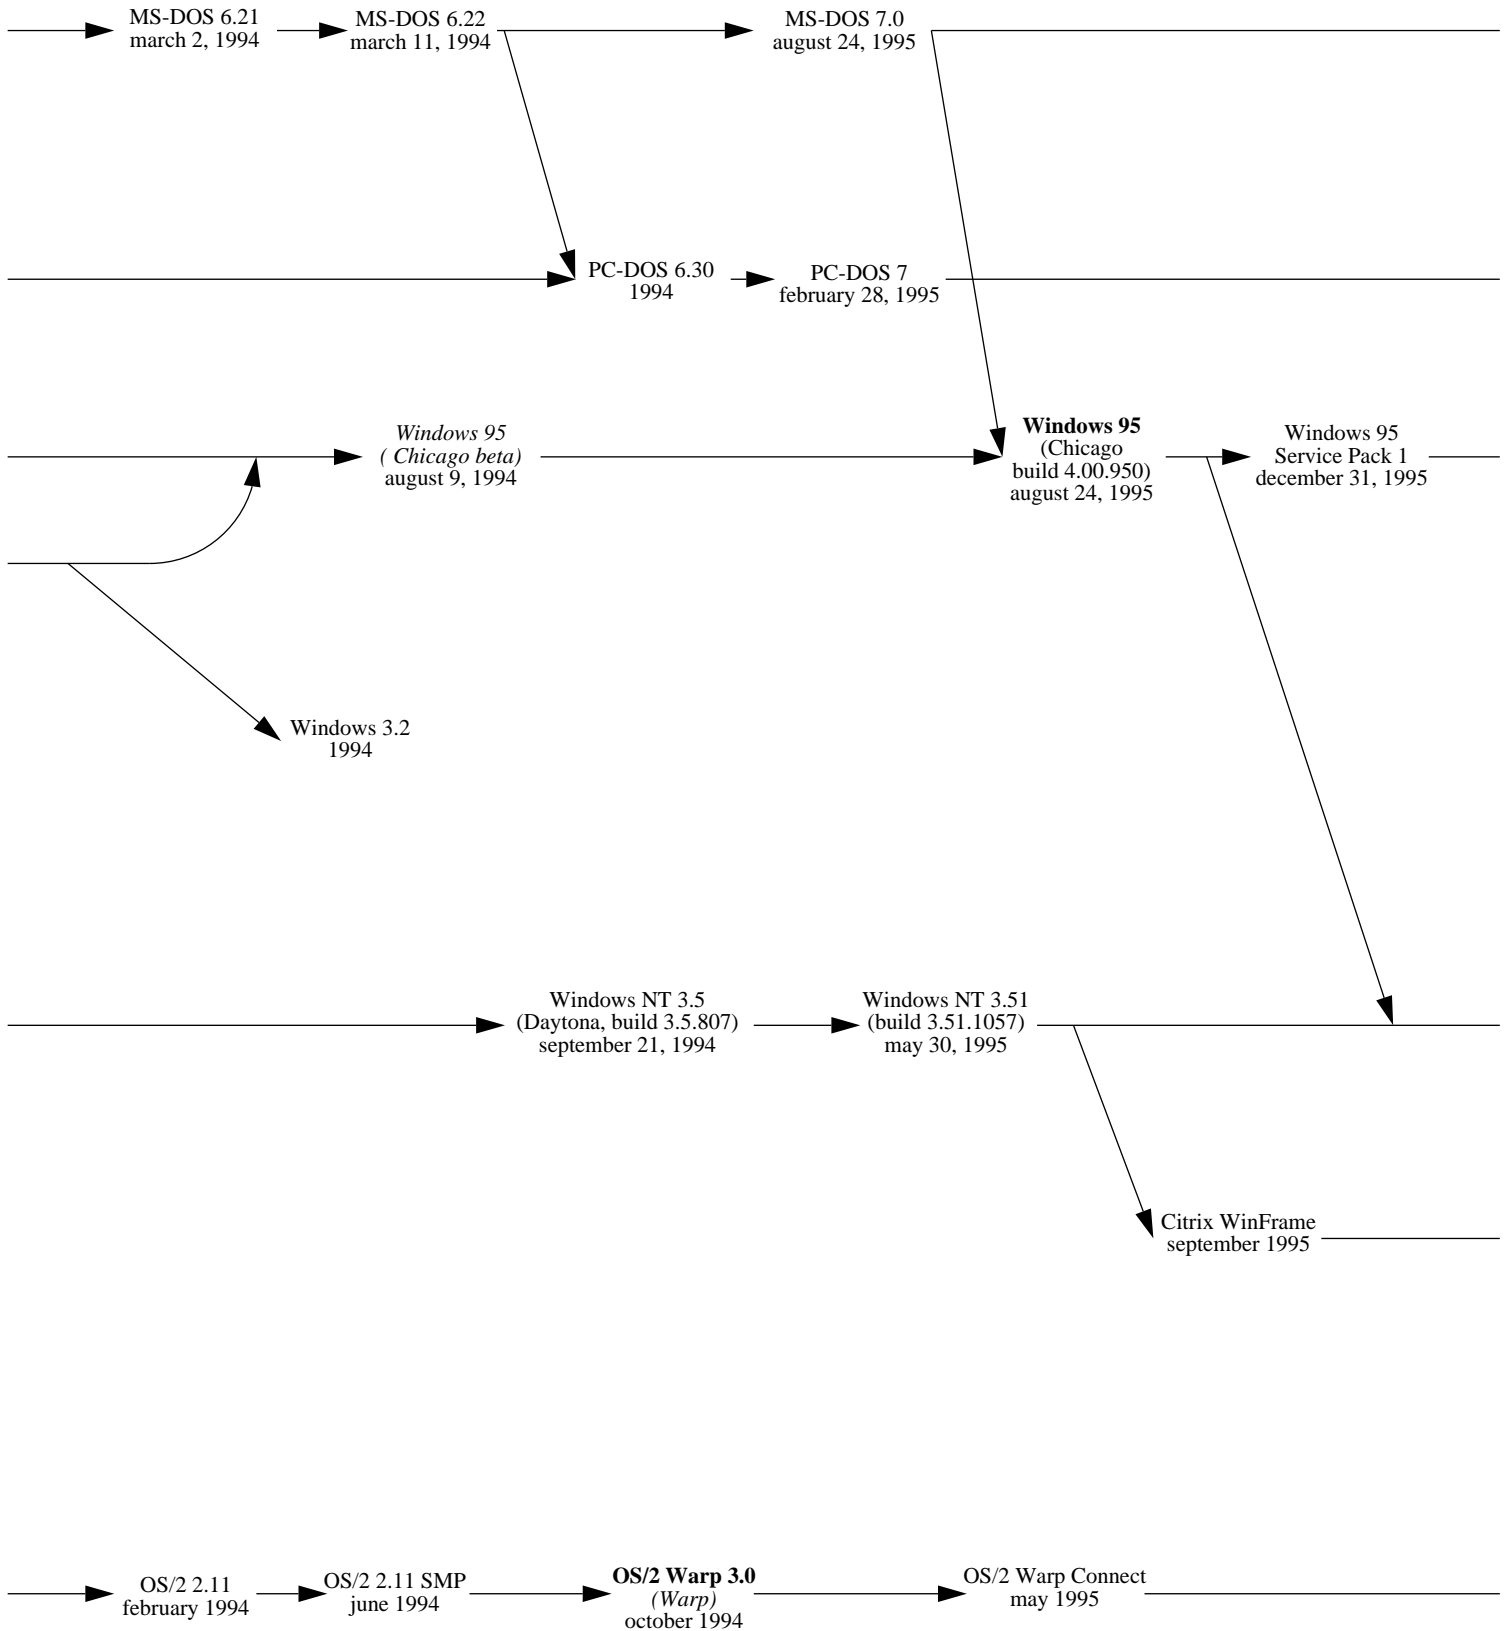 MS-DOS 6.21
march 2, 1994
MS-DOS 6.22
march 11, 1994
MS-DOS 7.0
august 24, 1995
PC-DOS 6.30
1994
PC-DOS 7
february 28, 1995
Windows 95
( Chicago beta)
august 9, 1994
Windows 95
(Chicago
build 4.00.950)
august 24, 1995
Windows 95
Service Pack 1
december 31, 1995
Windows 3.2
1994
Windows NT 3.5
(Daytona, build 3.5.807)
september 21, 1994
Windows NT 3.51
(build 3.51.1057)
may 30, 1995
Citrix WinFrame
september 1995
OS/2 2.11
february 1994
OS/2 2.11 SMP
june 1994
OS/2 Warp 3.0
(Warp)
october 1994
OS/2 Warp Connect
may 1995